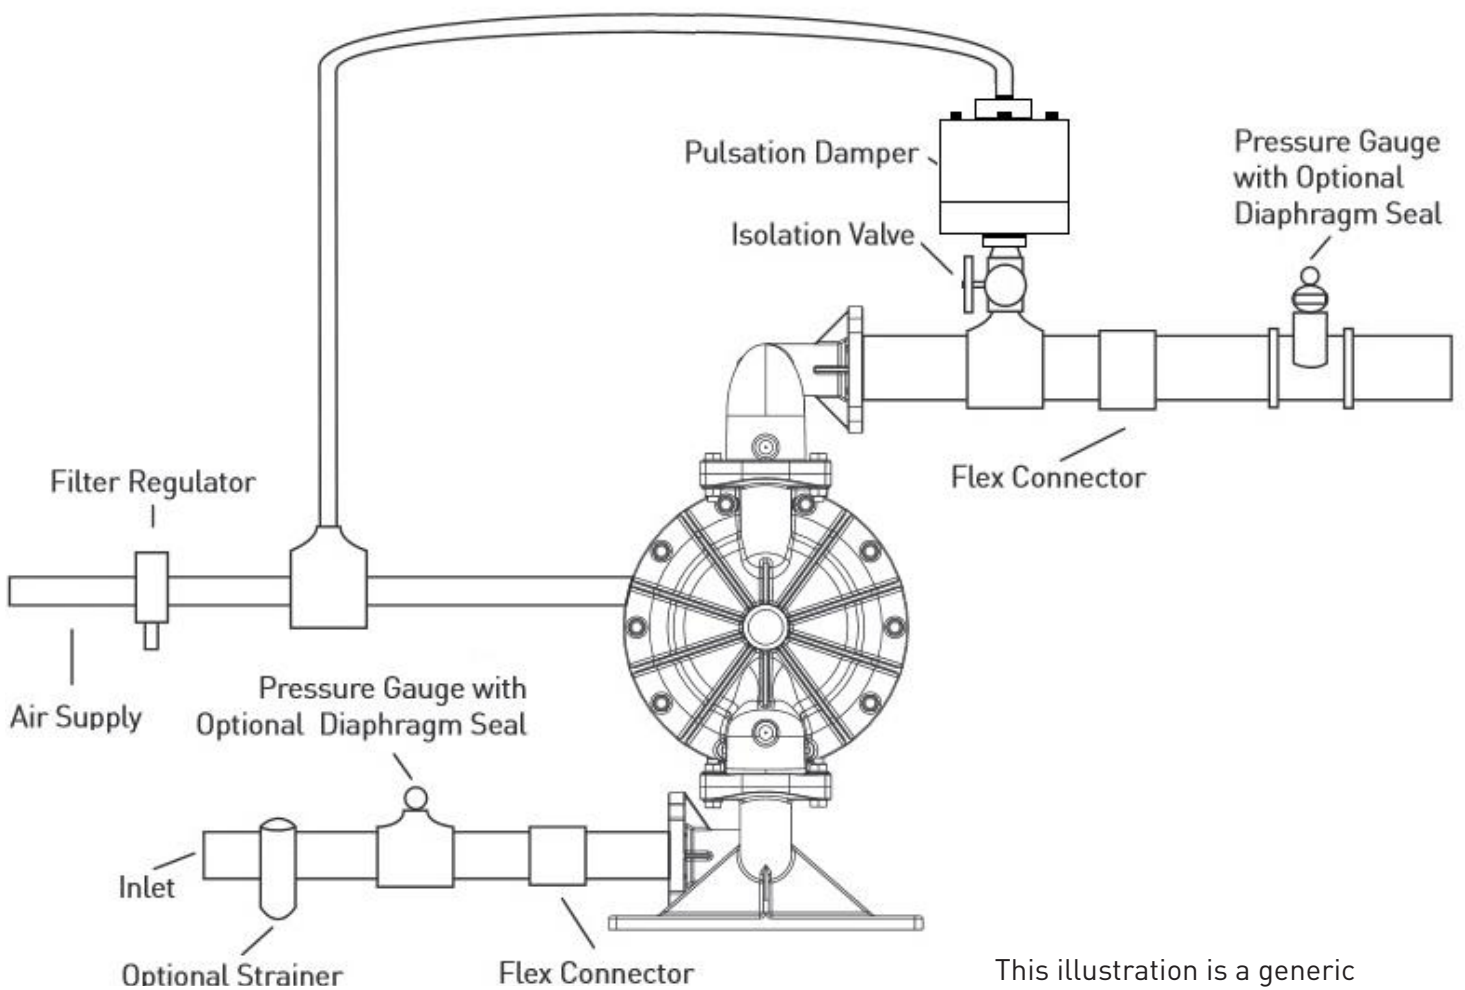 Pulsation Damper
Pressure Gauge
with Optional
Diaphragm Seal
Isolation Valve
Filter Regulator
Flex Connector
Air Supply
Pressure Gauge with
Optional Diaphragm Seal
Inlet
Optional Strainer
Flex Connector
This illustration is a generic